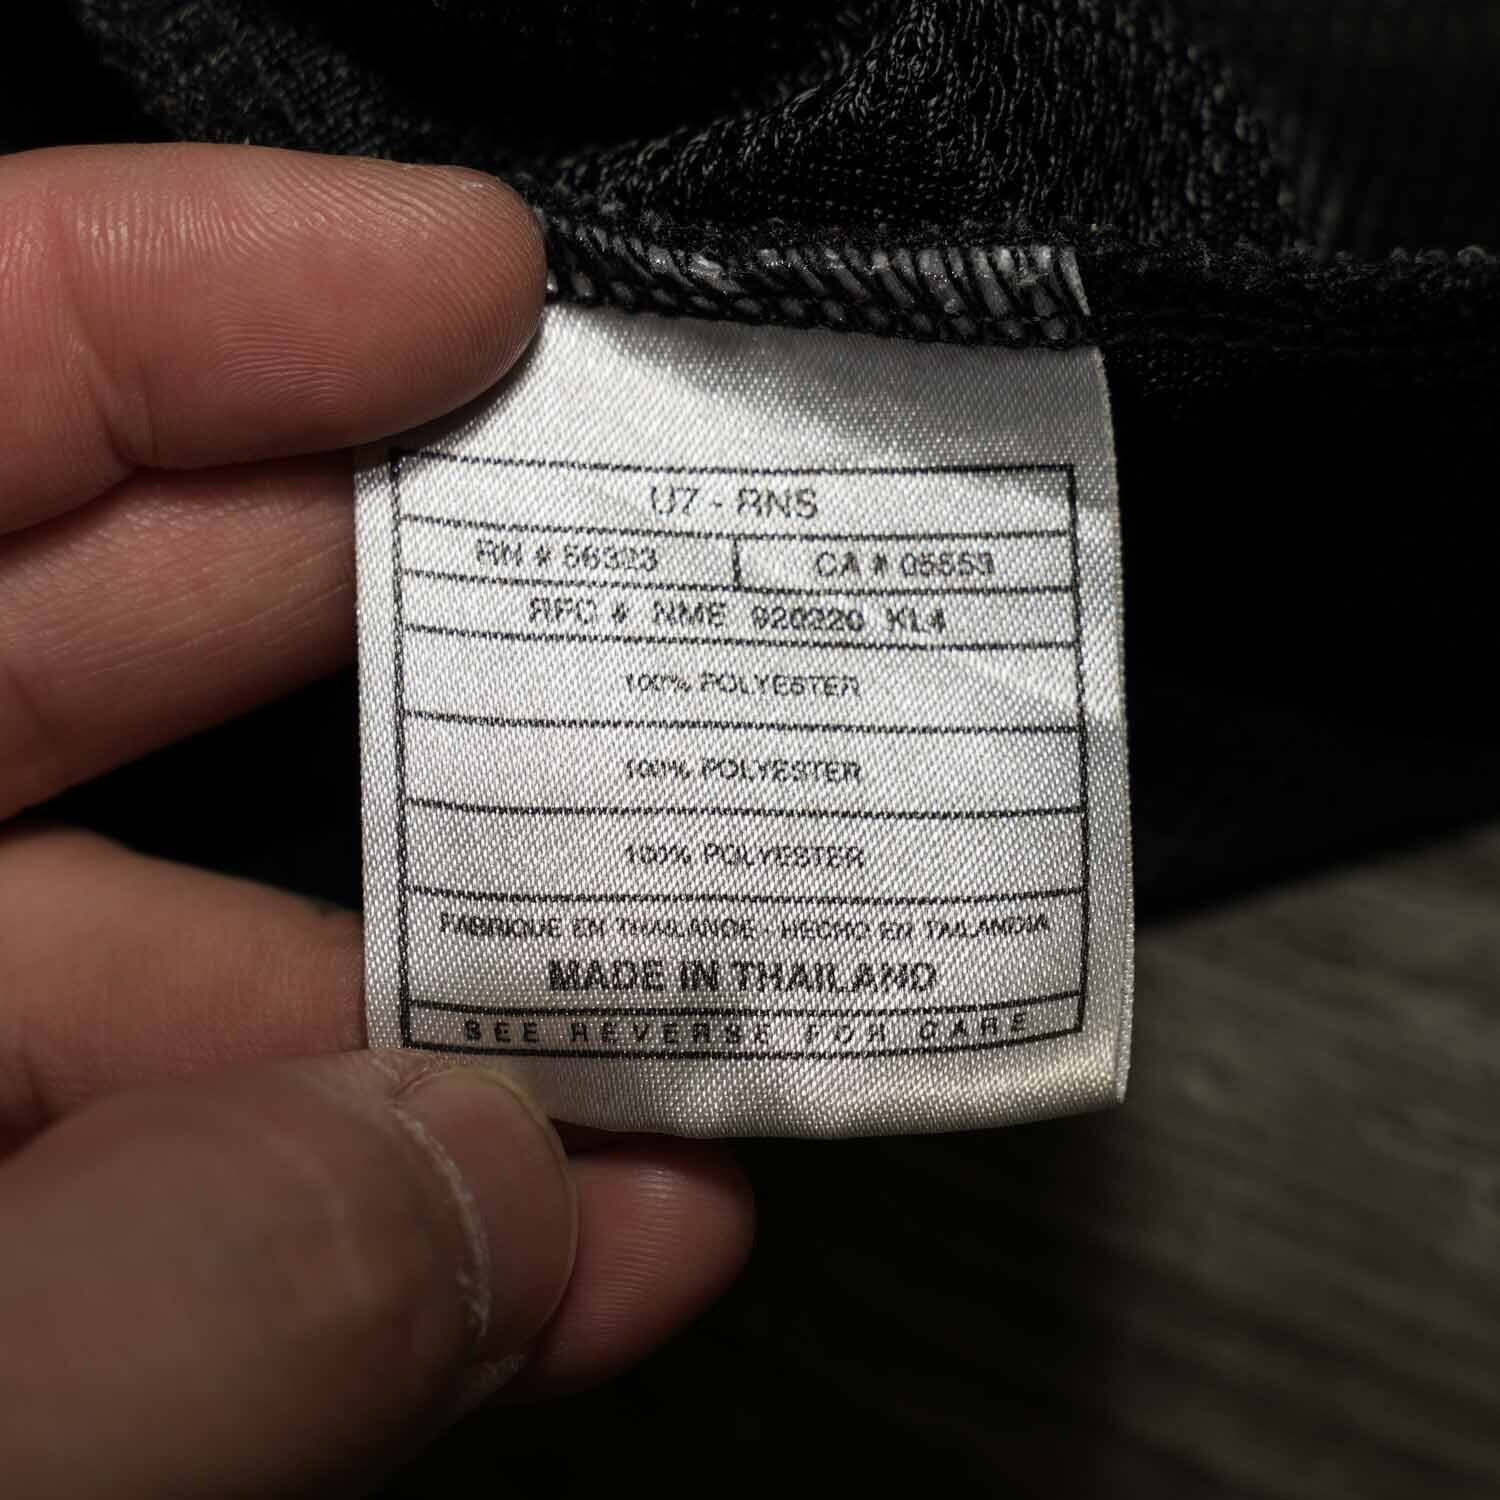 U7 - RNS
RN # 56323 CA # 05553
RFC # NME 920220 KL4
100% POLYESTER
100% POLYESTER
100% POLYESTER
FABRIQUE EN THAILANDE - HECHO EN TAILANDIA
MADE IN THAILAND
SEE REVERSE FOR CARE